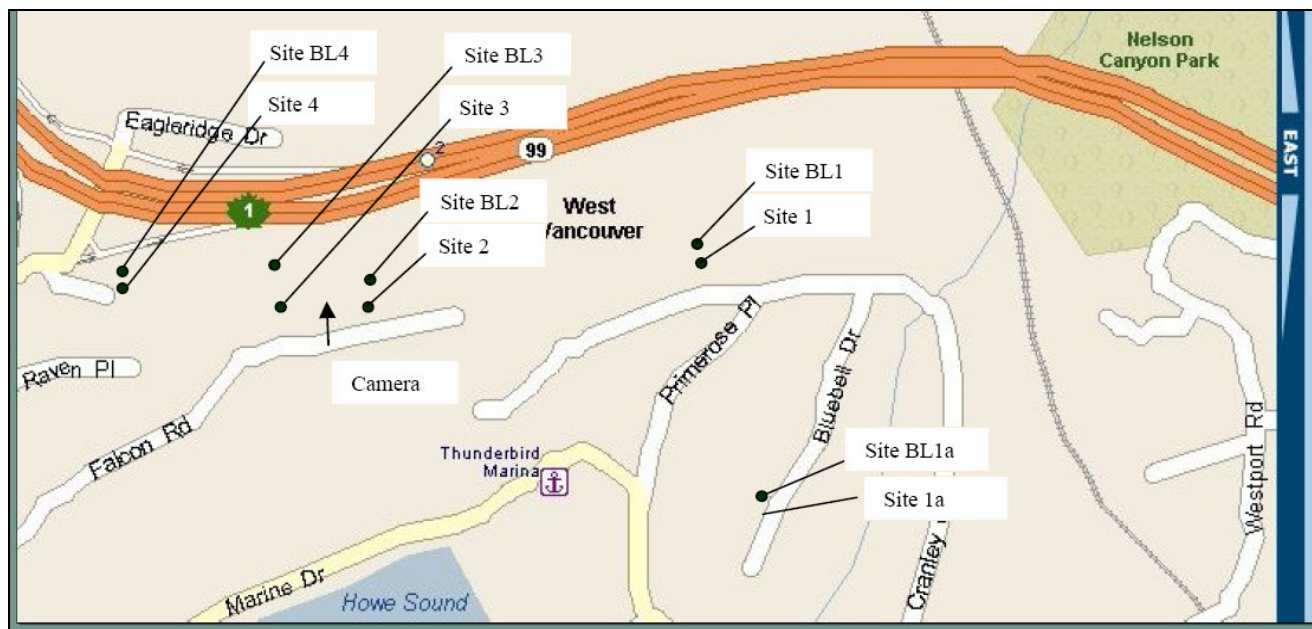 Nelson
Canyon Park
Site BL4
Site BL3
Site 4
Site 3
Eagleridge Dr
2
99
EAST
1
Site BL1
West
Vancouver
Site BL2
Site 1
Site 2
Primerose Pl
Camera
Raven Pl
Bluebell Dr
Falcon Rd
Thunderbird
Marina
Site BL1a
Site 1a
Westport Rd
Cranley
Marine Dr
Howe Sound